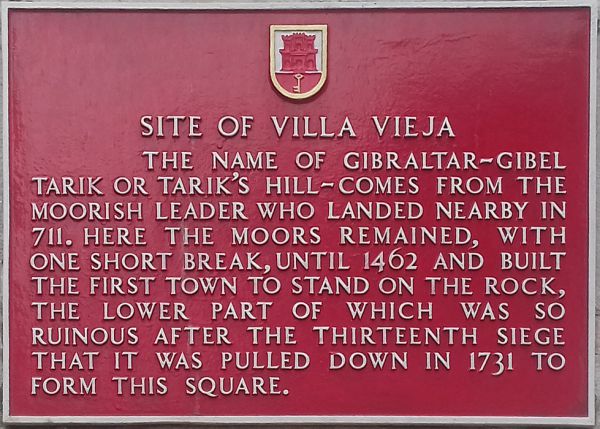 SITE OF VILLA VIEJA
THE NAME OF GIBRALTAR-GIBEL
TARIK OR TARIK'S HILL-COMES FROM THE
MOORISH LEADER WHO LANDED NEARBY IN
711. HERE THE MOORS REMAINED, WITH
ONE SHORT BREAK, UNTIL 1462 AND BUILT
THE FIRST TOWN TO STAND ON THE ROCK,
THE LOWER PART OF WHICH WAS SO
RUINOUS AFTER THE THIRTEENTH SIEGE
THAT IT WAS PULLED DOWN IN 1731 TO
FORM THIS SQUARE.